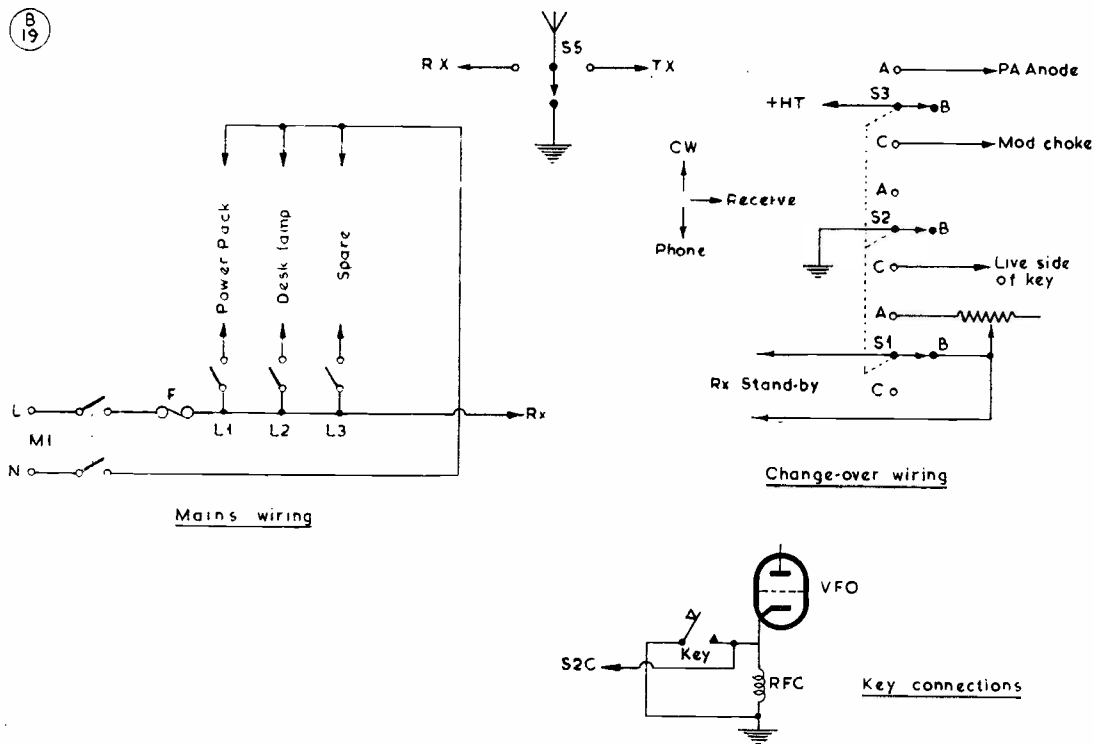 B
19
S5
RX
TX
A
PA Anode
S3
+HT
B
C
Mod choke
CW
Receive
Phone
A
S2
B
C
Live side
of key
A
S1
B
Rx Stand-by
C
Change-over wiring
Power Pack
Desk lamp
Spare
L
F
L1
L2
L3
Rx
M1
N
Mains wiring
VFO
Key
S2C
RFC
Key connections